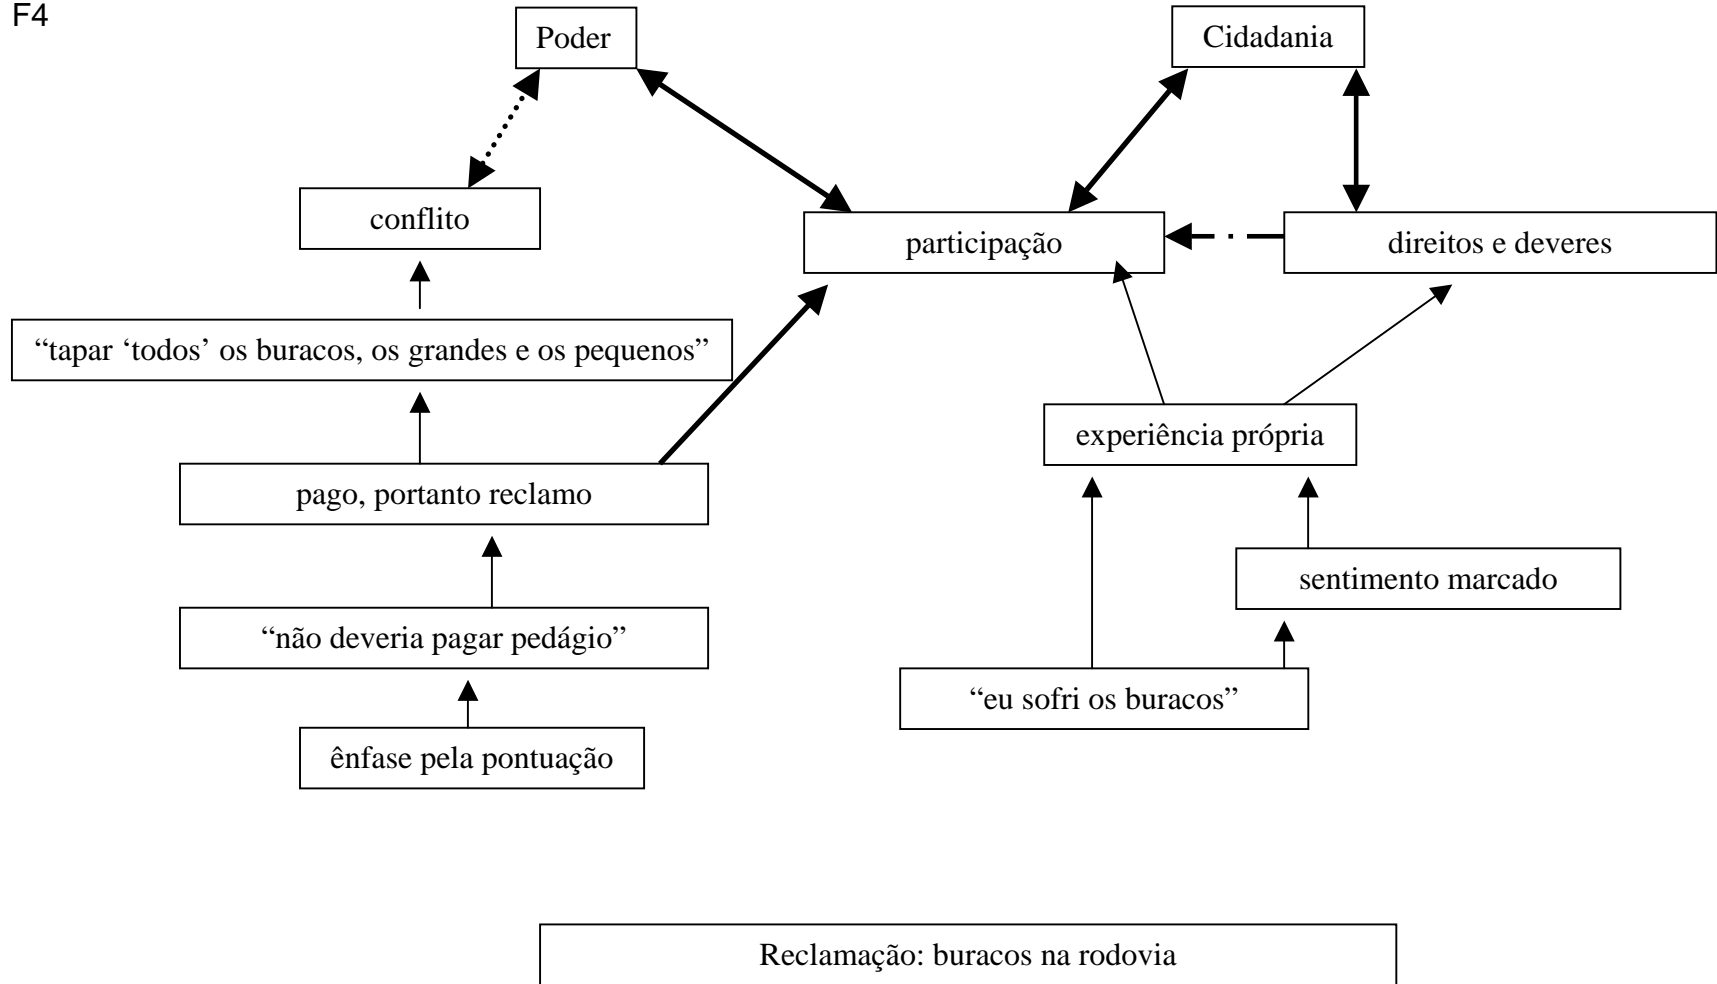 F4
Poder
Cidadania
conflito
participação
direitos e deveres
“tapar ‘todos’ os buracos, os grandes e os pequenos”
experiência própria
pago, portanto reclamo
sentimento marcado
“não deveria pagar pedágio”
“eu sofri os buracos”
ênfase pela pontuação
Reclamação: buracos na rodovia